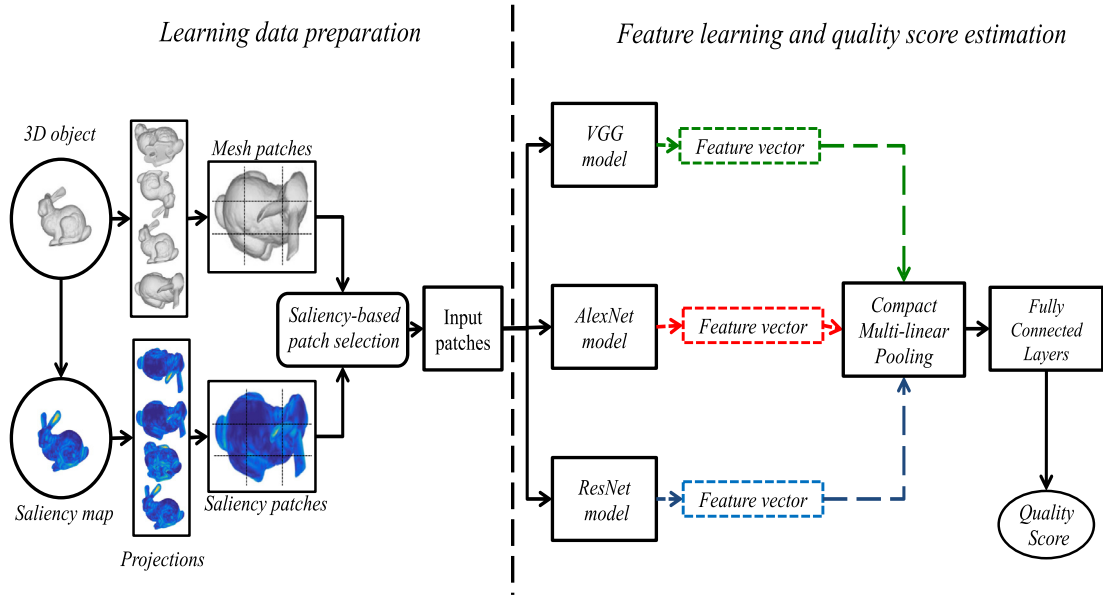 Learning data preparation
Feature learning and quality score estimation
3D object
Mesh patches
Saliency-based
patch selection
Input
patches
Saliency map
Saliency patches
Projections
VGG
model
Feature vector
AlexNet
model
Feature vector
ResNet
model
Feature vector
Compact
Multi-linear
Pooling
Fully
Connected
Layers
Quality
Score